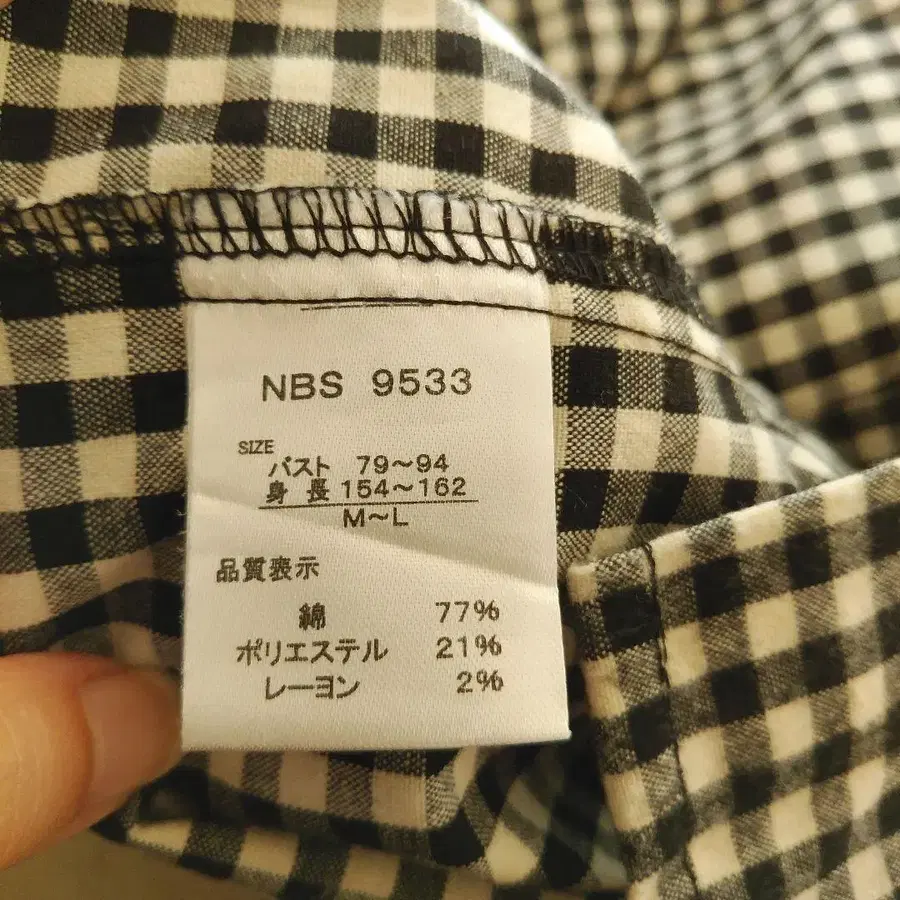 NBS 9533
SIZE
バスト 79～94
身長 154～162
M～L
品質表示
綿 77%
ポリエステル 21%
レーヨン 2%